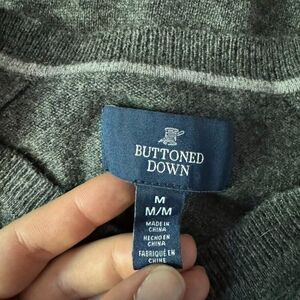 BUTTONED
DOWN
M
M/M
MADE IN
CHINA
HECHO EN
CHINA
FABRIQUÉ EN
CHINE